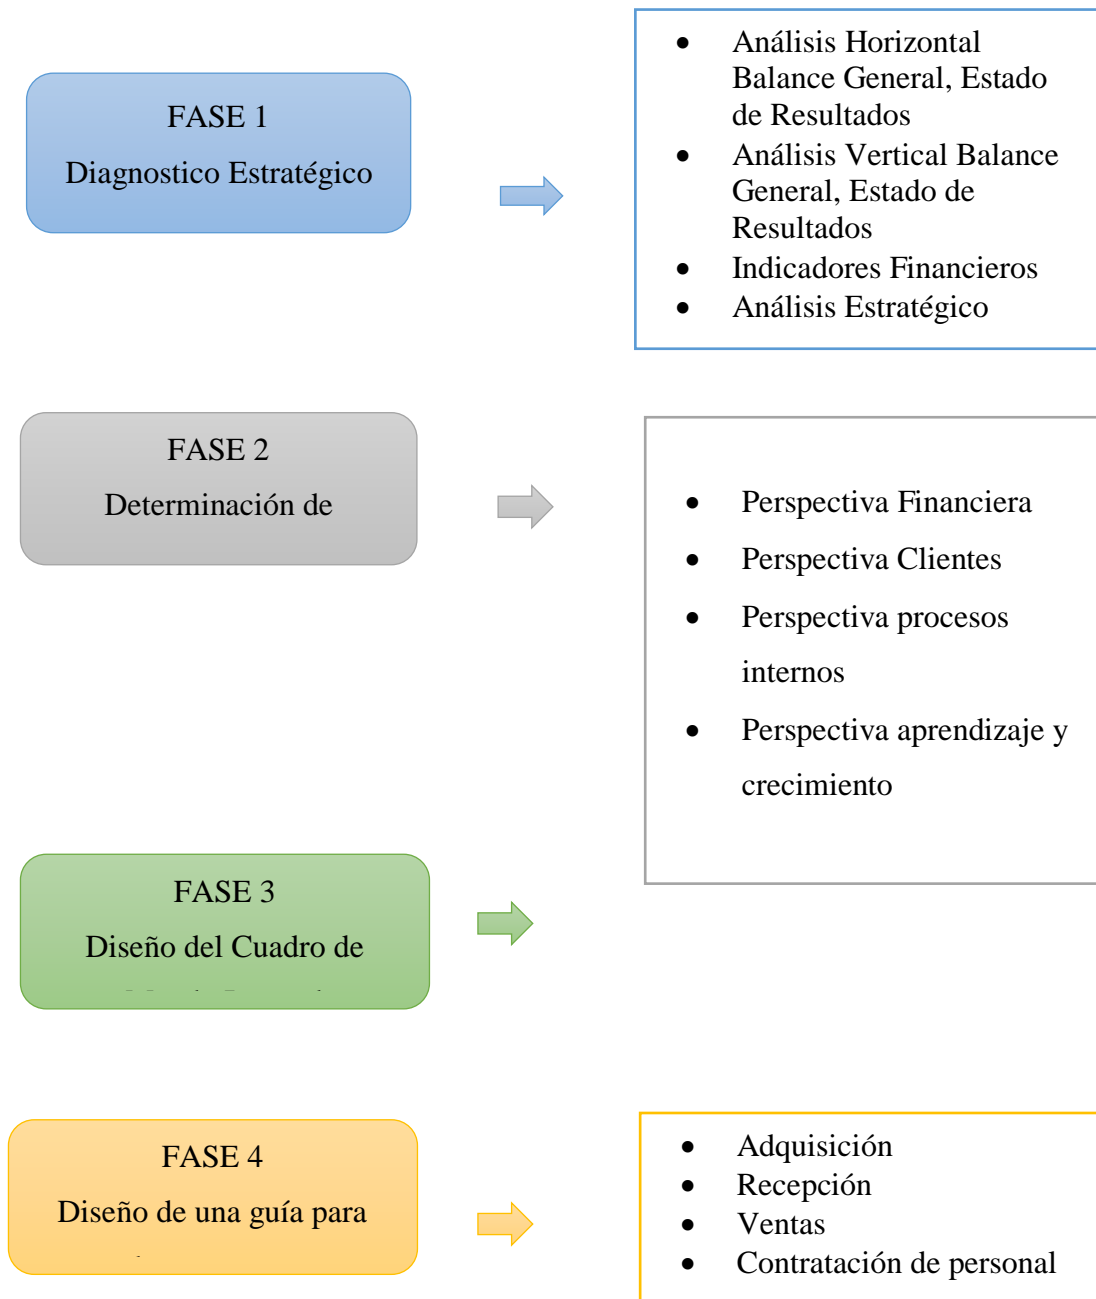 FASE 1
Diagnostico Estratégico
• Análisis Horizontal
Balance General, Estado
de Resultados
• Análisis Vertical Balance
General, Estado de
Resultados
• Indicadores Financieros
• Análisis Estratégico
FASE 2
Determinación de
• Perspectiva Financiera
• Perspectiva Clientes
• Perspectiva procesos
internos
• Perspectiva aprendizaje y
crecimiento
FASE 3
Diseño del Cuadro de
FASE 4
Diseño de una guía para
• Adquisición
• Recepción
• Ventas
• Contratación de personal